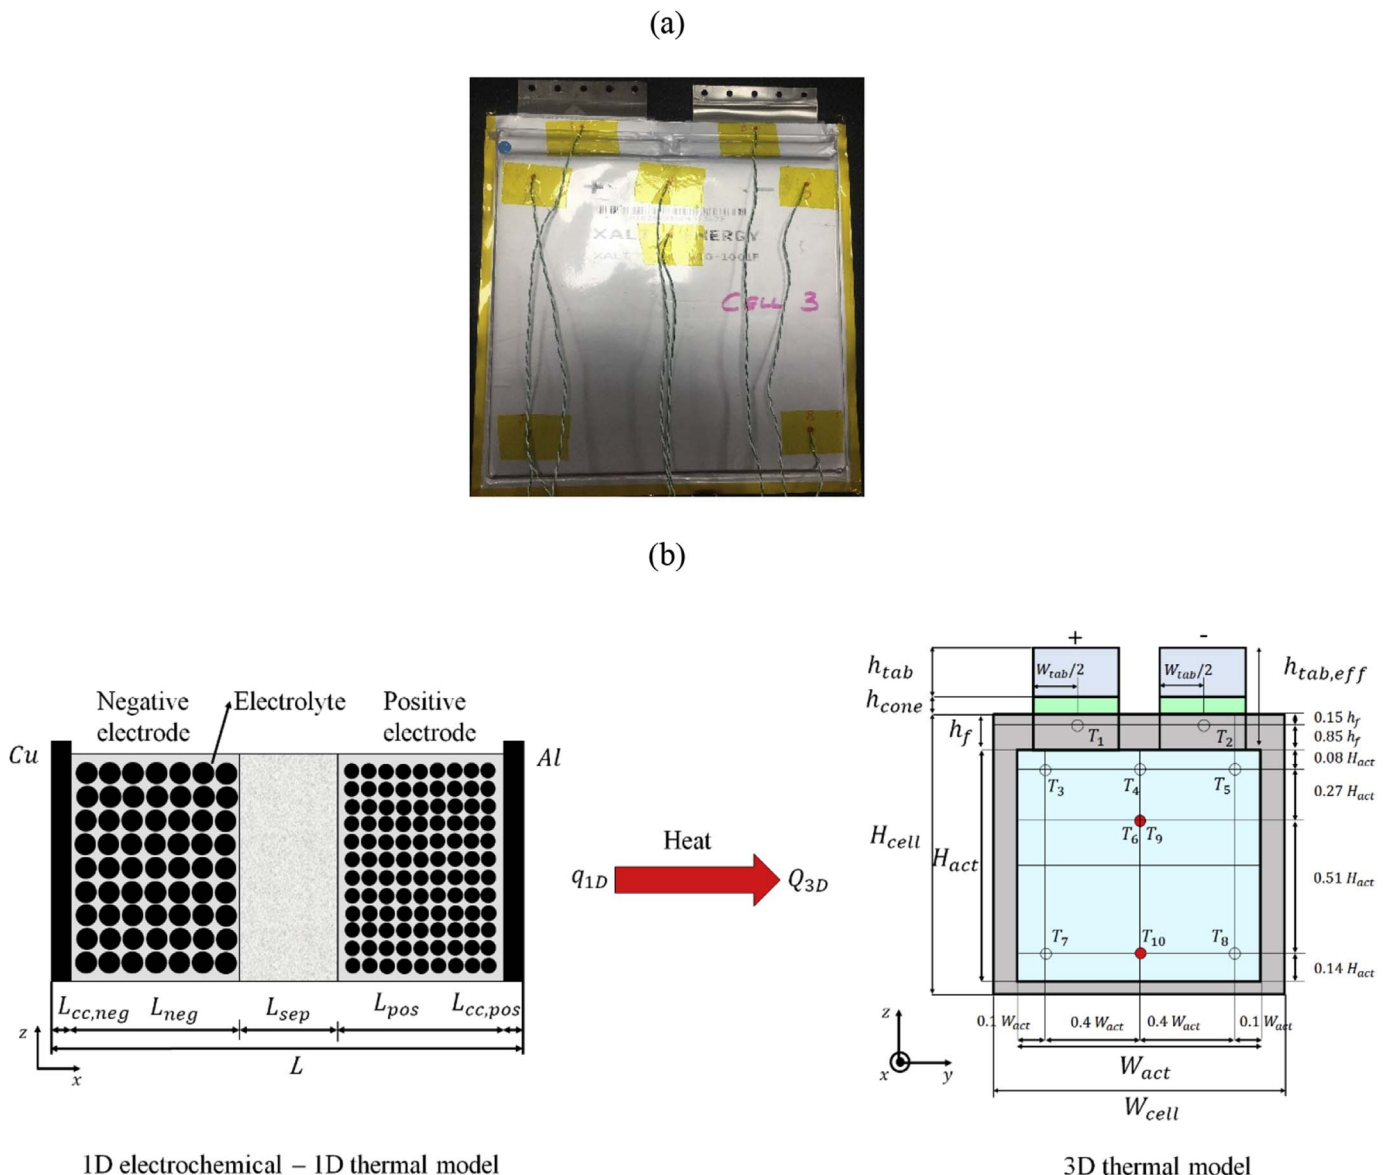 (a)
+
XALT ENERGY
CELL 3
(b)
Negative electrode
Electrolyte
Positive electrode
Cu
Al
L_cc,neg
L_neg
L_sep
L_pos
L_cc,pos
z
x
L
1D electrochemical – 1D thermal model
q_1D
Heat
Q_3D
+
-
h_tab
W_tab/2
W_tab/2
h_tab,eff
h_cone
h_f
0.15 h_f
T_1
T_2
0.85 h_f
0.08 H_act
T_3
T_4
T_5
0.27 H_act
T_6
T_9
H_cell
H_act
0.51 H_act
T_7
T_10
T_8
0.14 H_act
0.1 W_act
0.4 W_act
0.4 W_act
0.1 W_act
z
x
y
W_act
W_cell
3D thermal model